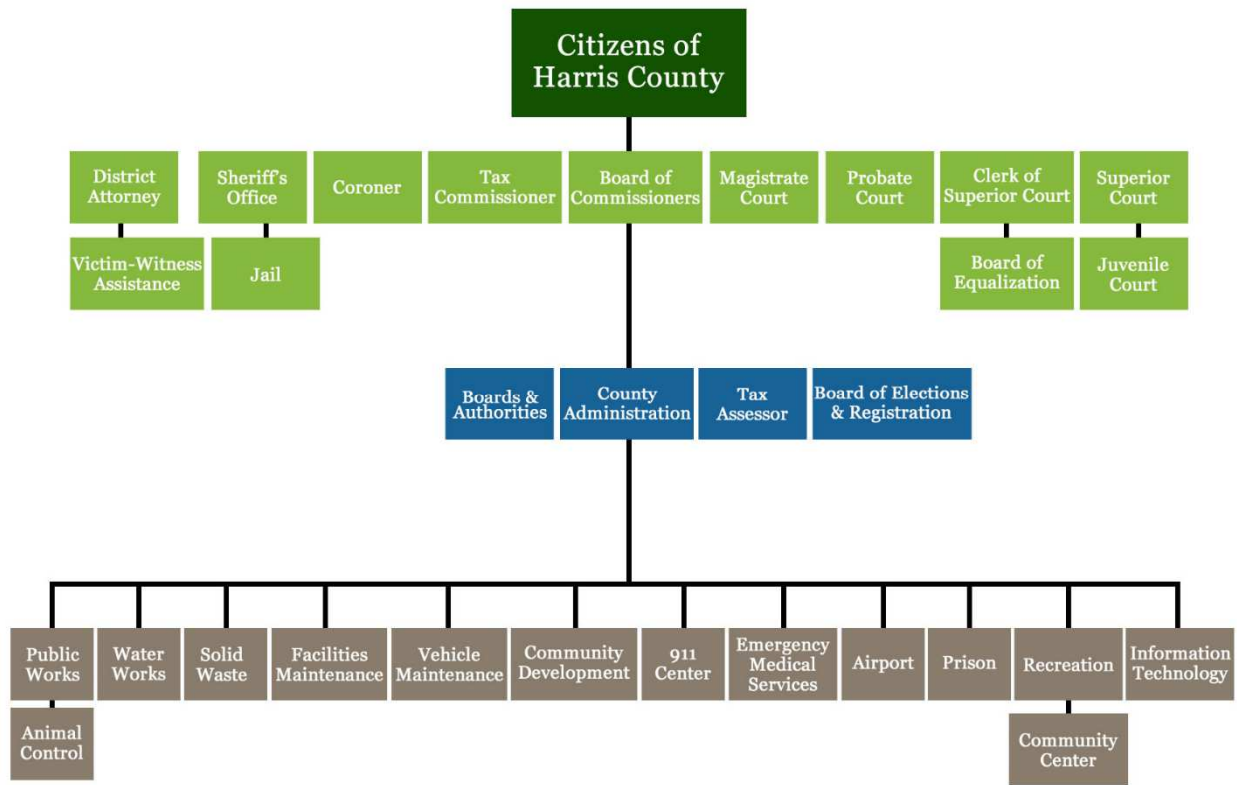 Citizens of
Harris County
District
Attorney
Sheriff's
Office
Coroner
Tax
Commissioner
Board of
Commissioners
Magistrate
Court
Probate
Court
Clerk of
Superior Court
Superior
Court
Victim-Witness
Assistance
Jail
Board of
Equalization
Juvenile
Court
Boards &
Authorities
County
Administration
Tax
Assessor
Board of Elections
& Registration
Public
Works
Water
Works
Solid
Waste
Facilities
Maintenance
Vehicle
Maintenance
Community
Development
911
Center
Emergency
Medical
Services
Airport
Prison
Recreation
Information
Technology
Animal
Control
Community
Center